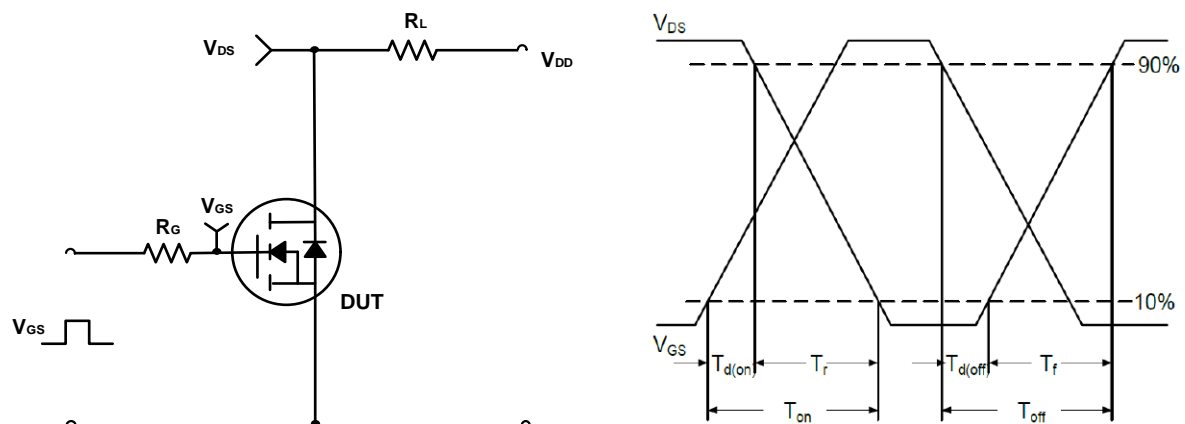 RL
VDS
VDD
VGS
RG
DUT
VGS
VDS
90%
10%
VGS
Td(on)
Tr
Td(off)
Tf
Ton
Toff